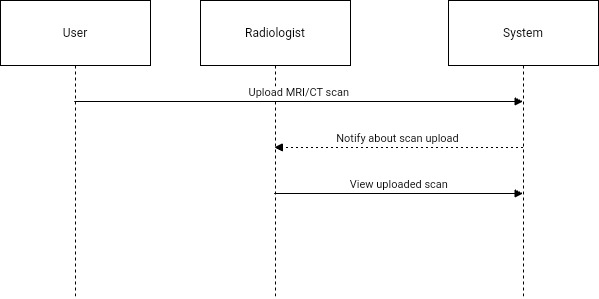 User
Radiologist
System
Upload MRI/CT scan
Notify about scan upload
View uploaded scan